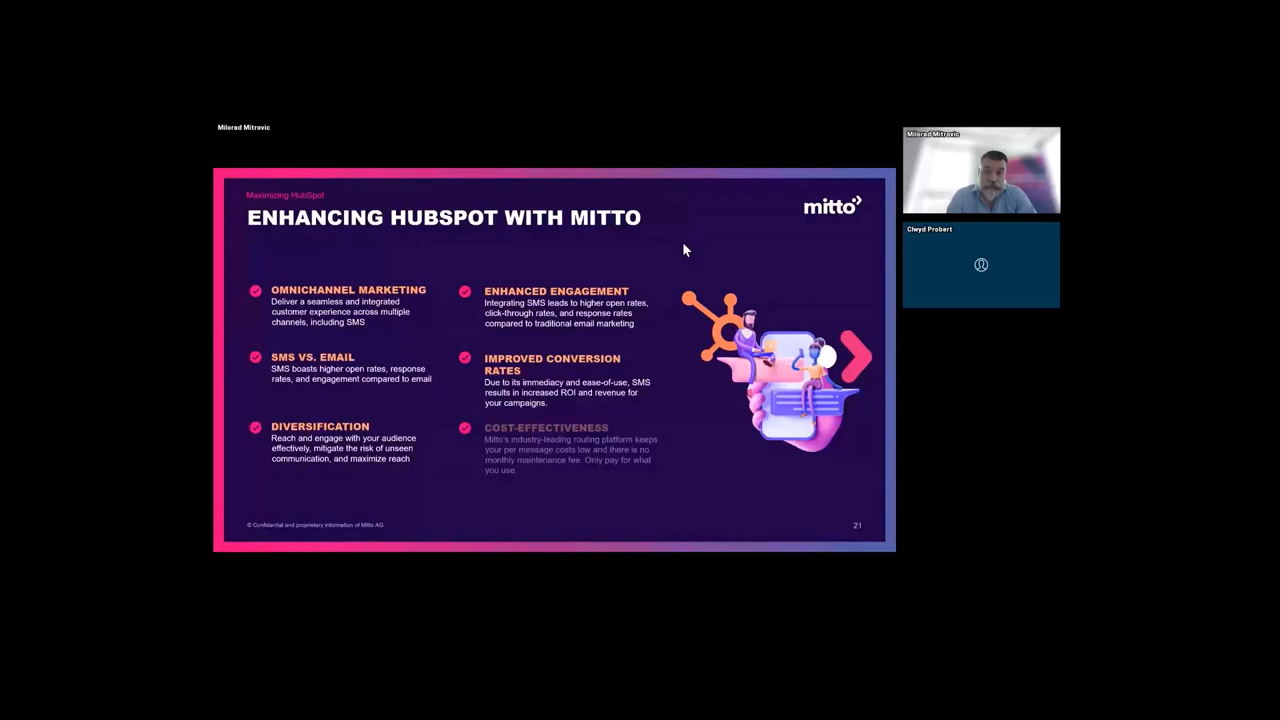 Milorad Mitrovic
Milorad Mitrovic
Clwyd Probert
Maximizing HubSpot
ENHANCING HUBSPOT WITH MITTO
mitto
OMNICHANNEL MARKETING
Deliver a seamless and integrated
customer experience across multiple
channels, including SMS
SMS VS. EMAIL
SMS boasts higher open rates, response
rates, and engagement compared to email
DIVERSIFICATION
Reach and engage with your audience
effectively, mitigate the risk of unseen
communication, and maximize reach
ENHANCED ENGAGEMENT
Integrating SMS leads to higher open rates,
click-through rates, and response rates
compared to traditional email marketing
IMPROVED CONVERSION
RATES
Due to its immediacy and ease-of-use, SMS
results in increased ROI and revenue for
your campaigns.
COST-EFFECTIVENESS
Mitto's industry-leading routing platform keeps
your per message costs low and there is no
monthly maintenance fee. Only pay for what
you use
© Confidential and proprietary information of Mitto AG
21